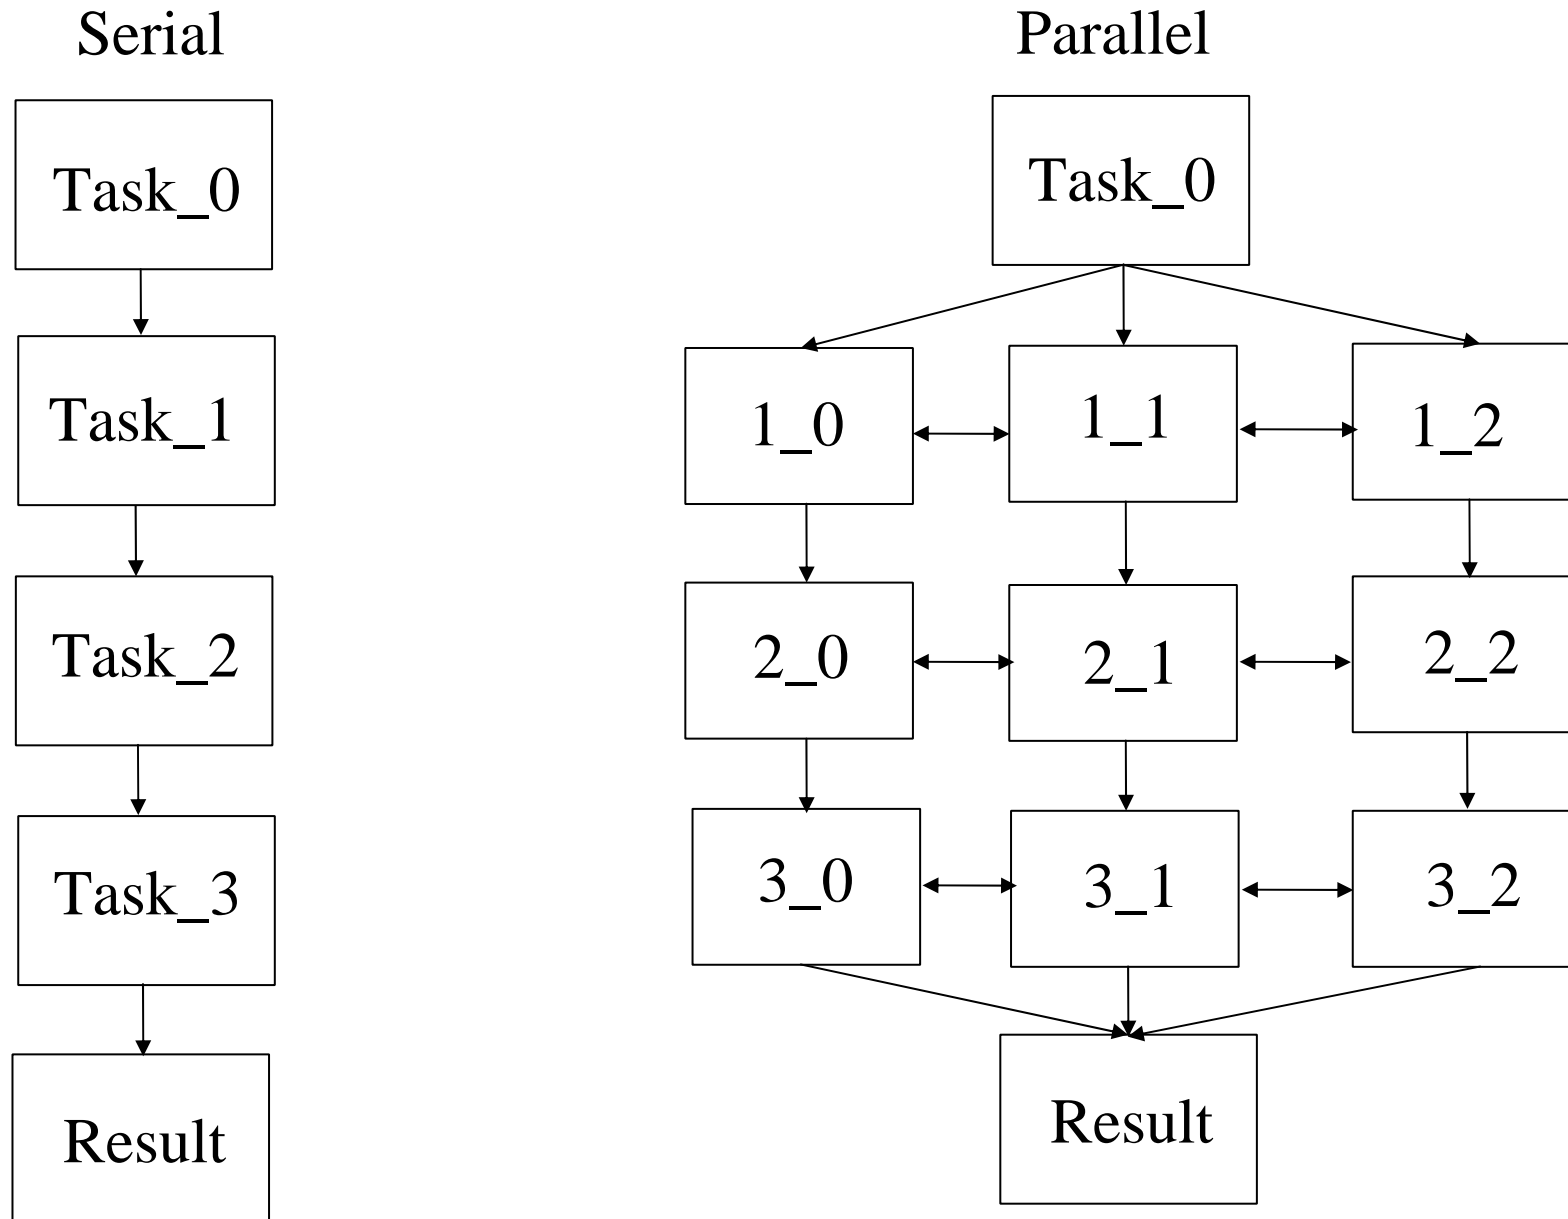 Serial
Task_0
Task_1
Task_2
Task_3
Result
Parallel
Task_0
1_0
1_1
1_2
2_0
2_1
2_2
3_0
3_1
3_2
Result